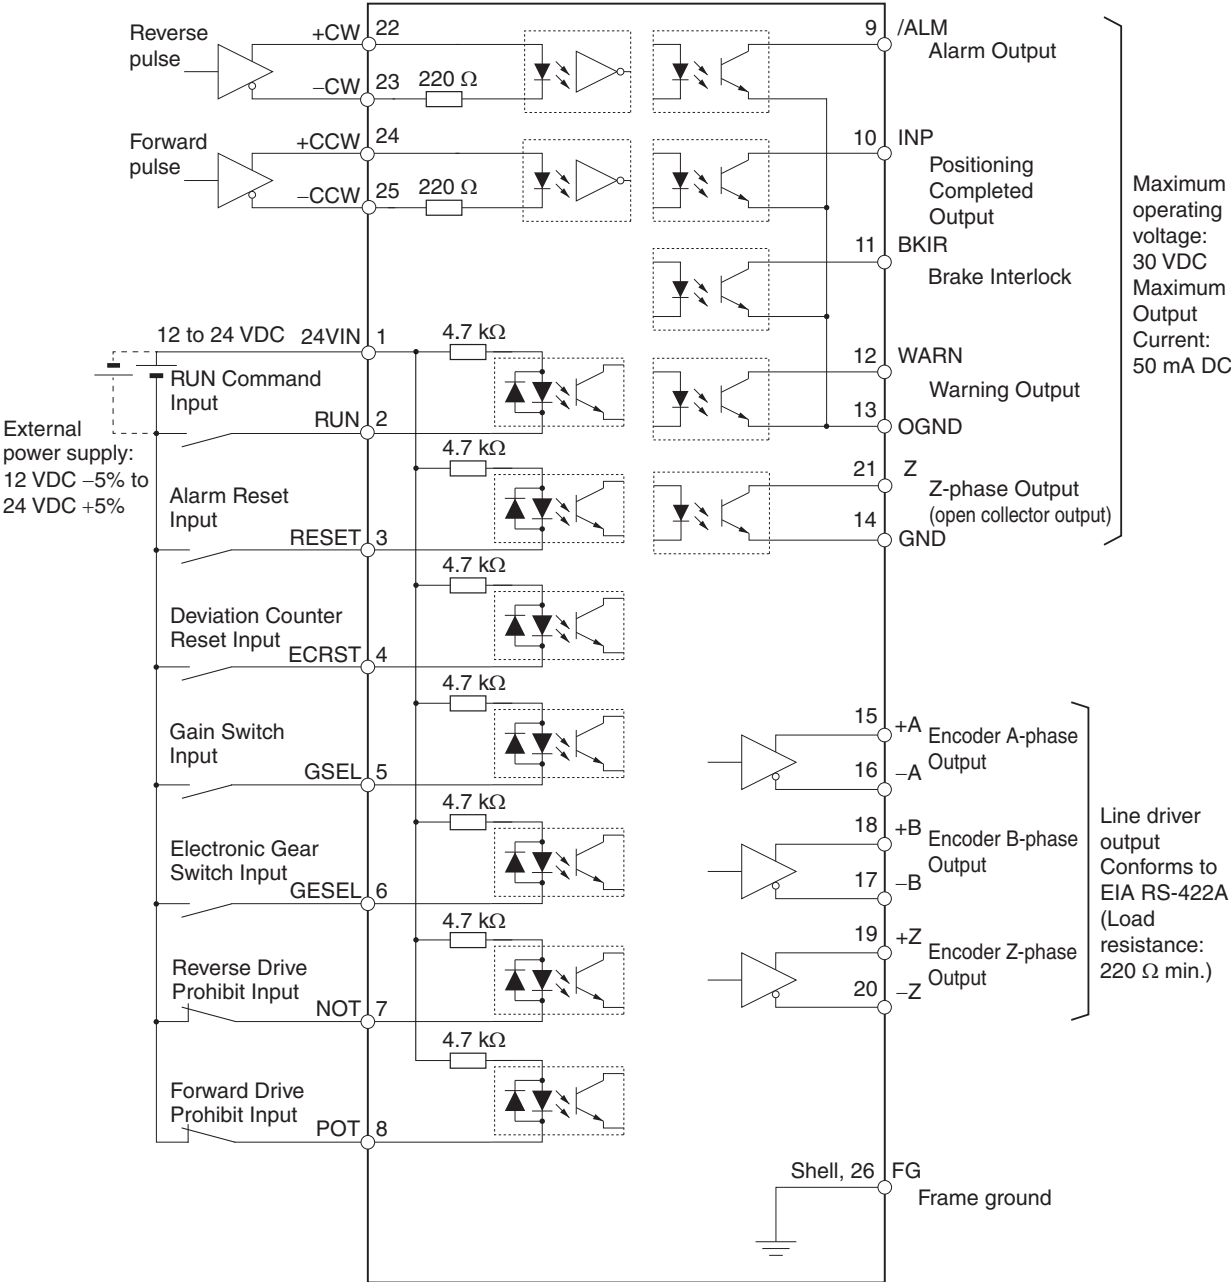 Reverse
pulse
+CW 22
−CW 23 220 Ω
Forward
pulse
+CCW 24
−CCW 25 220 Ω
12 to 24 VDC 24VIN 1 4.7 kΩ
RUN Command
Input
RUN 2
External
power supply:
12 VDC −5% to
24 VDC +5%
4.7 kΩ
Alarm Reset
Input
RESET 3
4.7 kΩ
Deviation Counter
Reset Input
ECRST 4
4.7 kΩ
Gain Switch
Input
GSEL 5
4.7 kΩ
Electronic Gear
Switch Input
GESEL 6
4.7 kΩ
Reverse Drive
Prohibit Input
NOT 7
4.7 kΩ
Forward Drive
Prohibit Input
POT 8
9 /ALM
Alarm Output
10 INP
Positioning
Completed
Output
11 BKIR
Brake Interlock
12 WARN
Warning Output
13 OGND
21 Z
Z-phase Output
(open collector output)
14 GND
Maximum
operating
voltage:
30 VDC
Maximum
Output
Current:
50 mA DC
15 +A
Encoder A-phase
Output
16 −A
18 +B
Encoder B-phase
Output
17 −B
19 +Z
Encoder Z-phase
Output
20 −Z
Line driver
output
Conforms to
EIA RS-422A
(Load
resistance:
220 Ω min.)
Shell, 26 FG
Frame ground